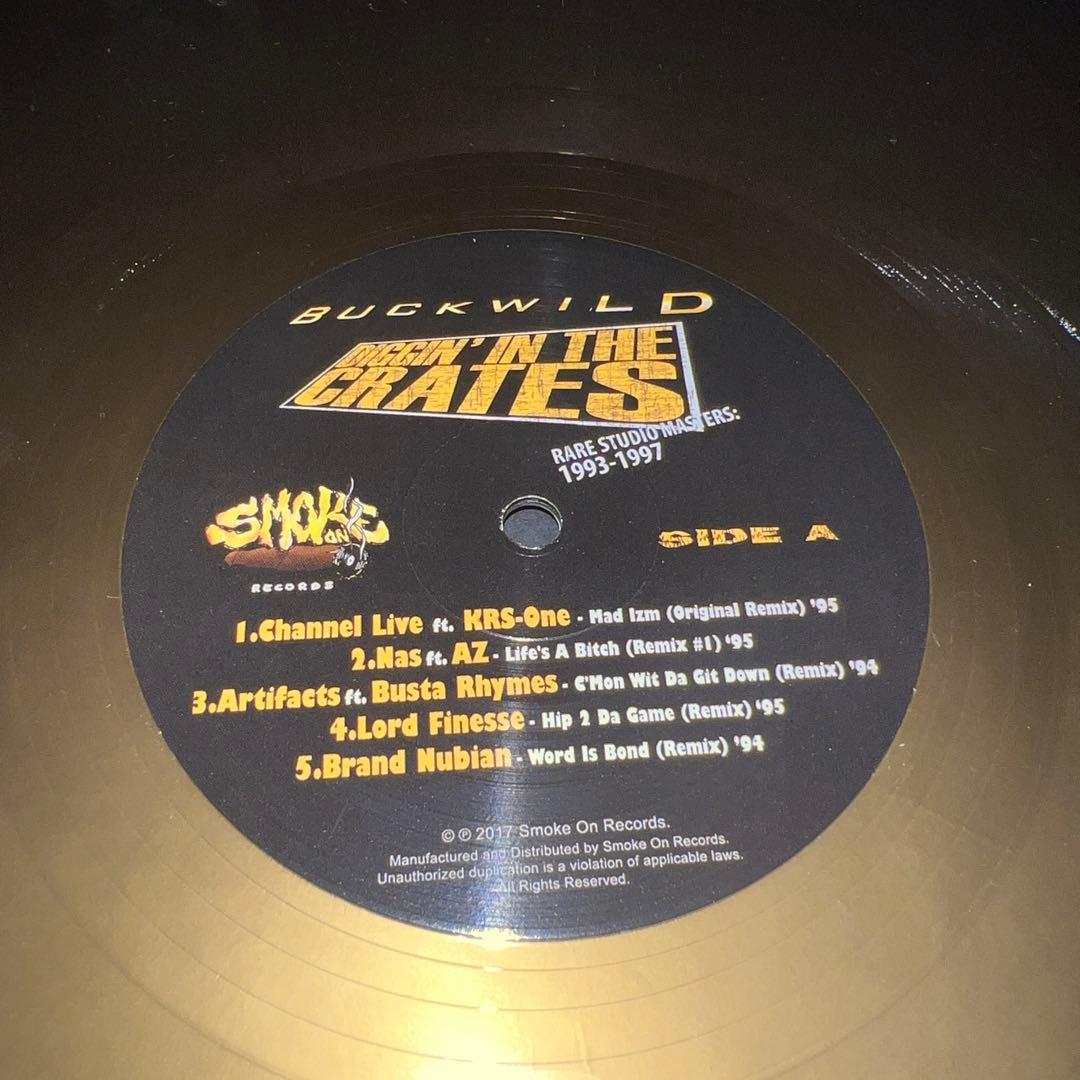 BUCKWILD
DIGGIN' IN THE
CRATES
RARE STUDIO MASTERS:
1993-1997
SMOKE
ON
RECORDS
SIDE A
1.Channel Live ft. KRS-One - Mad Izm (Original Remix) '95
2.Nas ft. AZ - Life's A Bitch (Remix #1) '95
3.Artifacts ft. Busta Rhymes - C'Mon Wit Da Git Down (Remix) '94
4.Lord Finesse - Hip 2 Da Game (Remix) '95
5.Brand Nubian - Word Is Bond (Remix) '94
© ℗ 2017 Smoke On Records.
Manufactured and Distributed by Smoke On Records.
Unauthorized duplication is a violation of applicable laws.
All Rights Reserved.